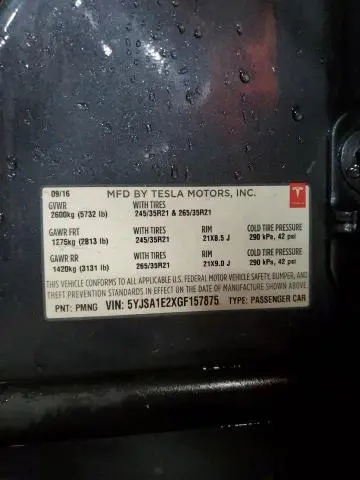 09/16 MFD BY TESLA MOTORS, INC.
GVWR WITH TIRES
2600kg (5732 lb) 245/35R21 & 265/35R21
GAWR FRT WITH TIRES RIM COLD TIRE PRESSURE
1276kg (2813 lb) 245/35R21 21X8.5 J 290 kPa, 42 psi
GAWR RR WITH TIRES RIM COLD TIRE PRESSURE
1420kg (3131 lb) 265/35R21 21X9.0 J 290 kPa, 42 psi
THIS VEHICLE CONFORMS TO ALL APPLICABLE U.S. FEDERAL MOTOR VEHICLE SAFETY, BUMPER, AND
THEFT PREVENTION STANDARDS IN EFFECT ON THE DATE OF MANUFACTURE SHOWN ABOVE.
PNT: PMNG VIN: 5YJSA1E2XGF157875 TYPE: PASSENGER CAR
TESLA